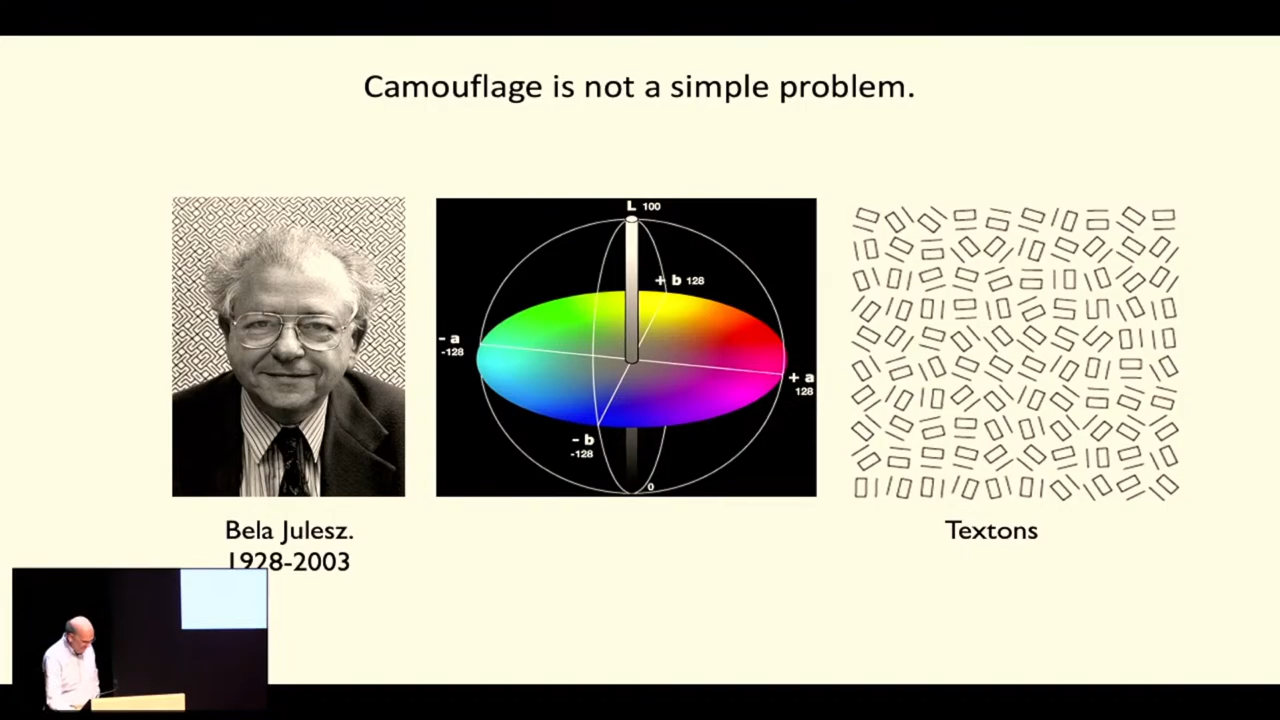 Camouflage is not a simple problem.
L 100
+ b 128
- a
-128
+ a
128
- b
-128
0
Bela Julesz.
1928-2003
Textons